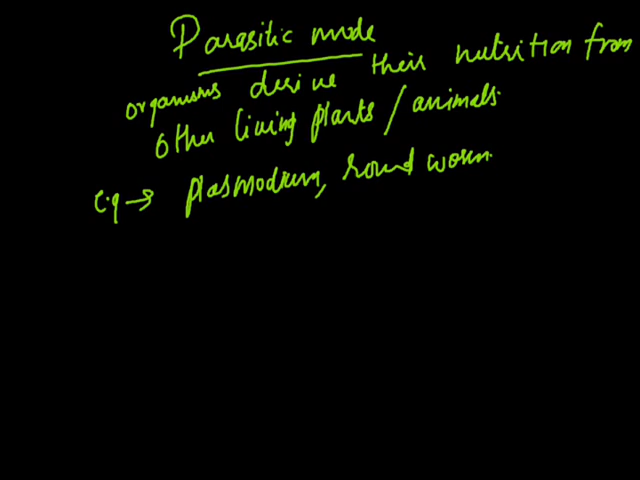 Parasitic mode
organisms derive their nutrition from
other living plants / animals.
e.g → plasmodium, round worm.